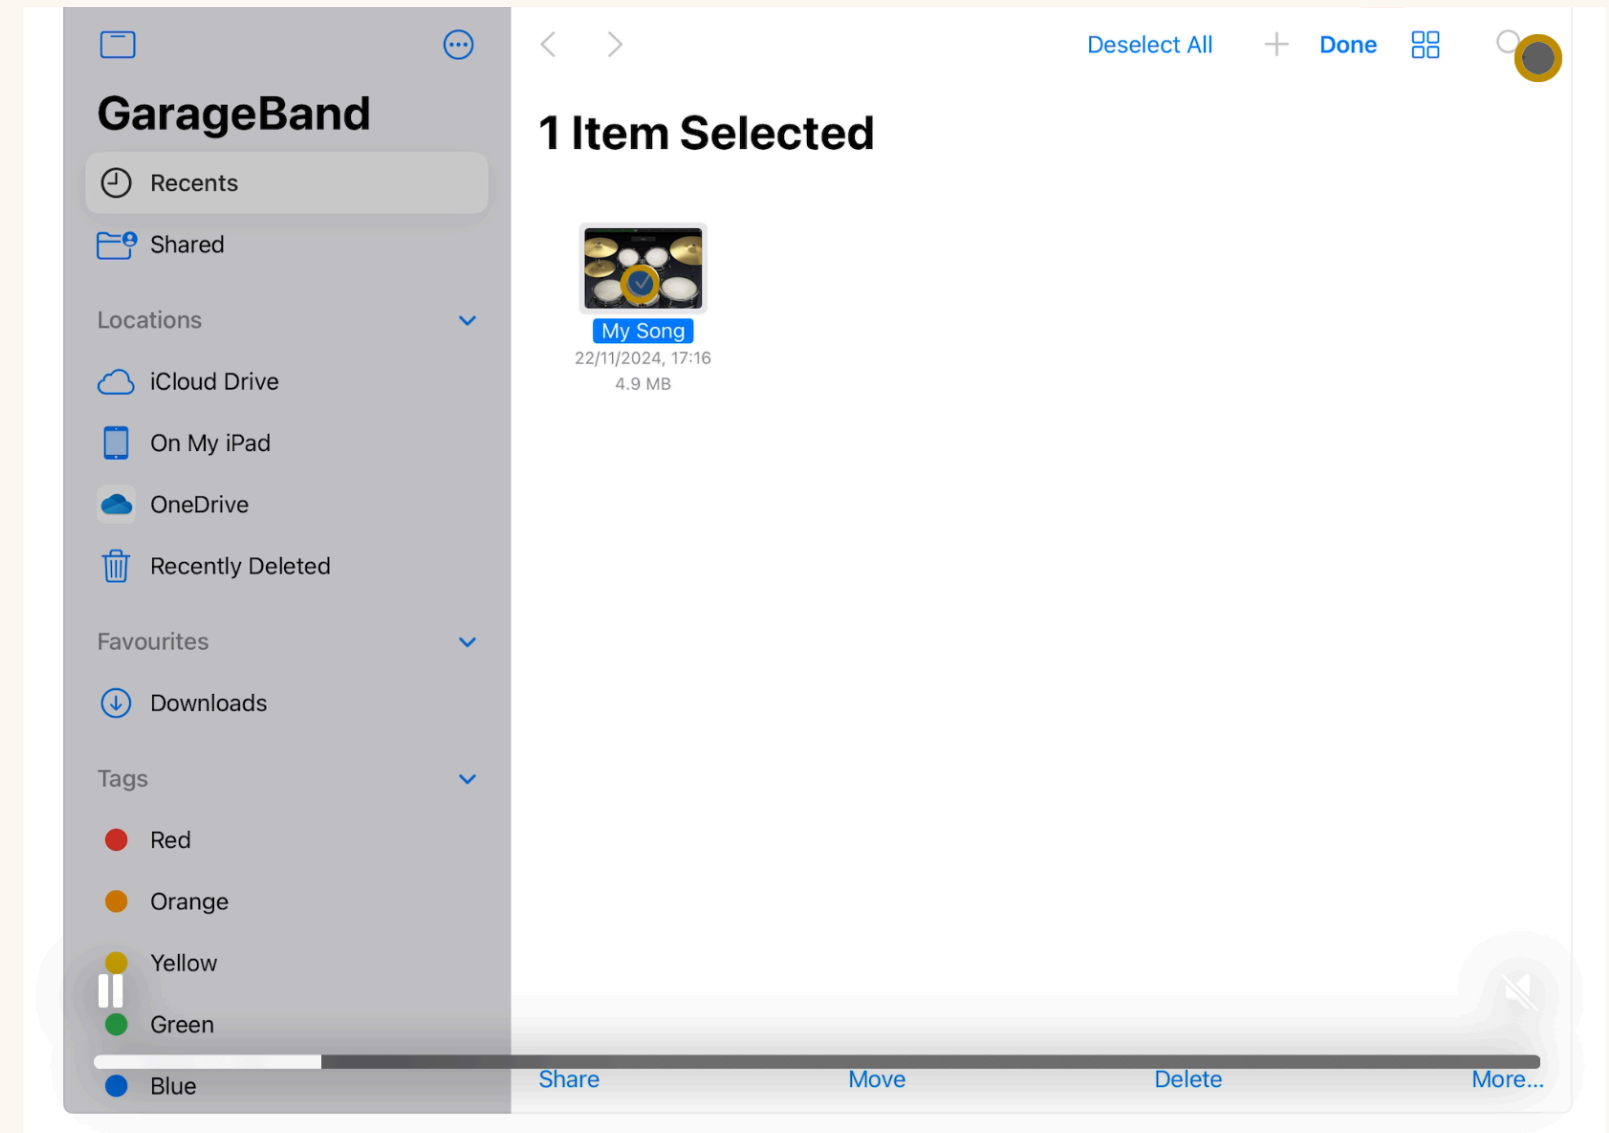 GarageBand
Recents
Shared
Locations
iCloud Drive
On My iPad
OneDrive
Recently Deleted
Favourites
Downloads
Tags
Red
Orange
Yellow
Green
Blue
Deselect All
Done
1 Item Selected
My Song
22/11/2024, 17:16
4.9 MB
Share
Move
Delete
More...